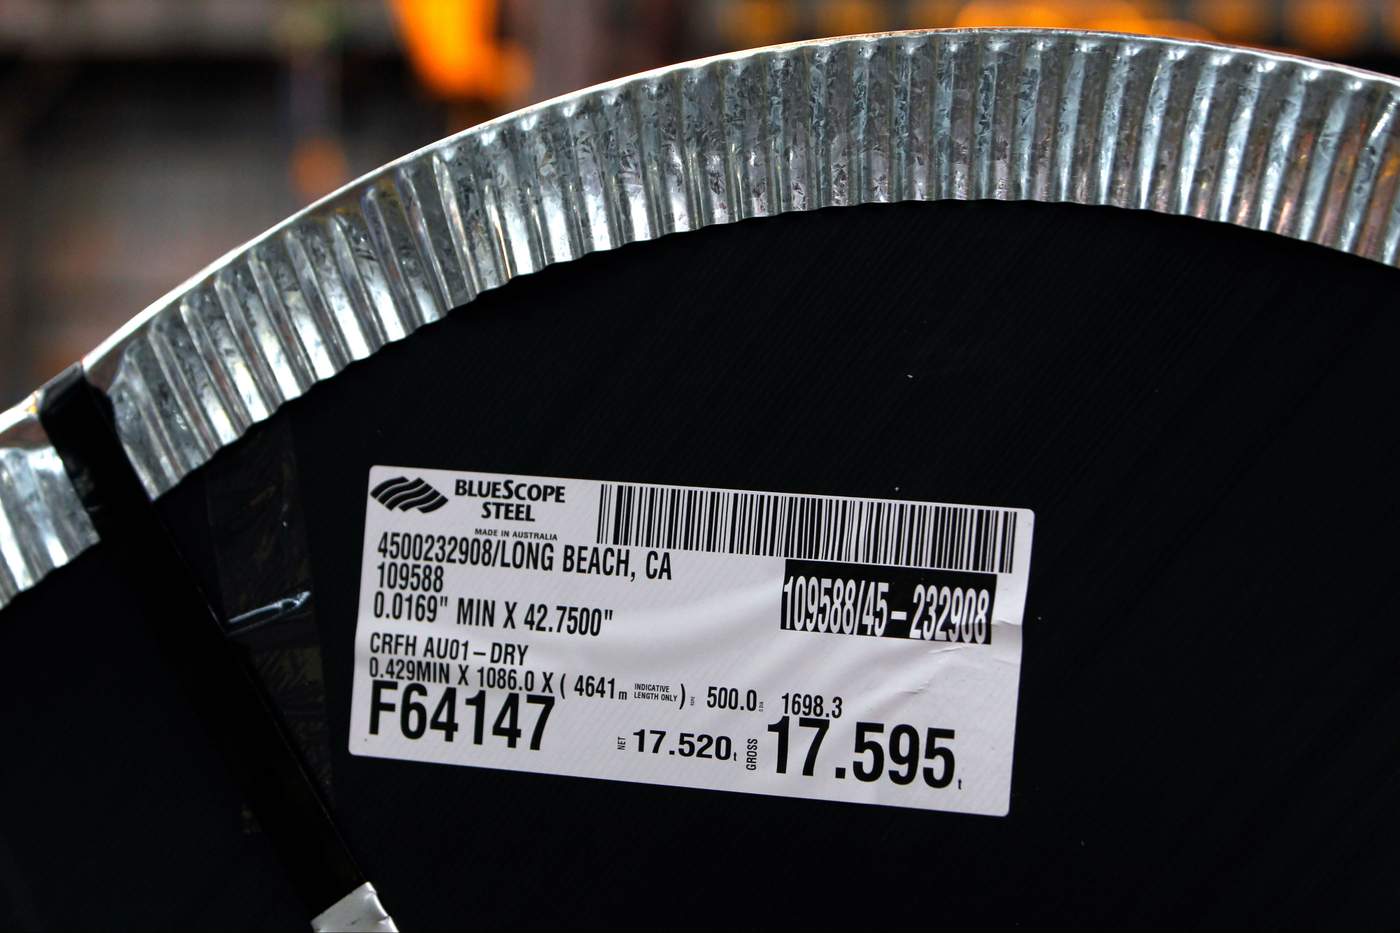 BLUESCOPE
STEEL
MADE IN AUSTRALIA
4500232908/LONG BEACH, CA
109588
109588/45-232908
0.0169" MIN X 42.7500"
CRFH AU01-DRY
0.429MIN X 1086.0 X ( 4641m INDICATIVE LENGTH ONLY ) 500.0 1698.3
F64147 NET 17.520t GROSS 17.595t